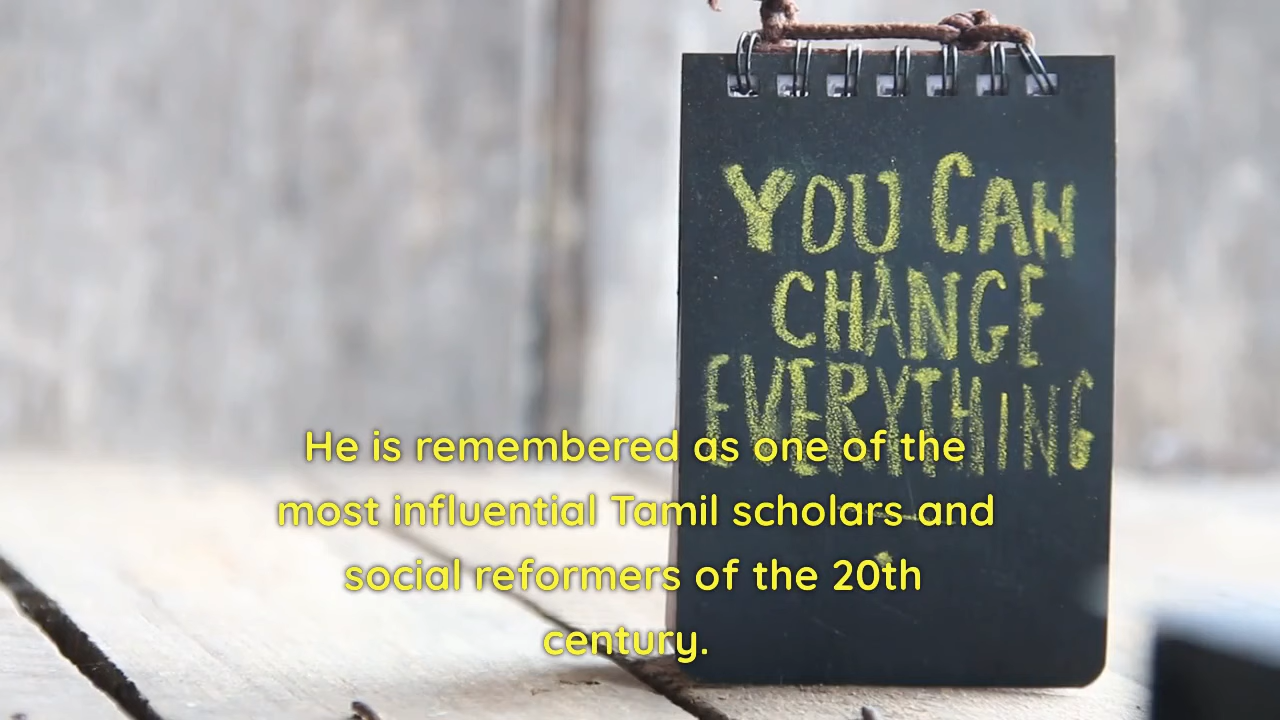 YOU CAN
CHANGE
EVERYTHING
He is remembered as one of the
most influential Tamil scholars and
social reformers of the 20th
century.